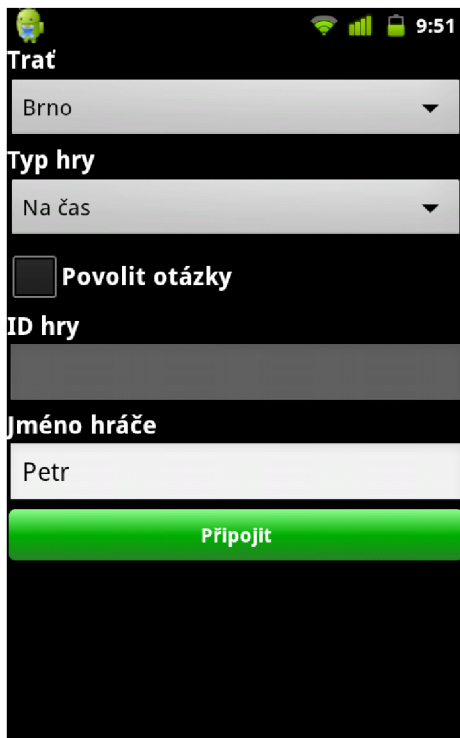 9:51
Trať
Brno
Typ hry
Na čas
Povolit otázky
ID hry
Jméno hráče
Petr
Připojit